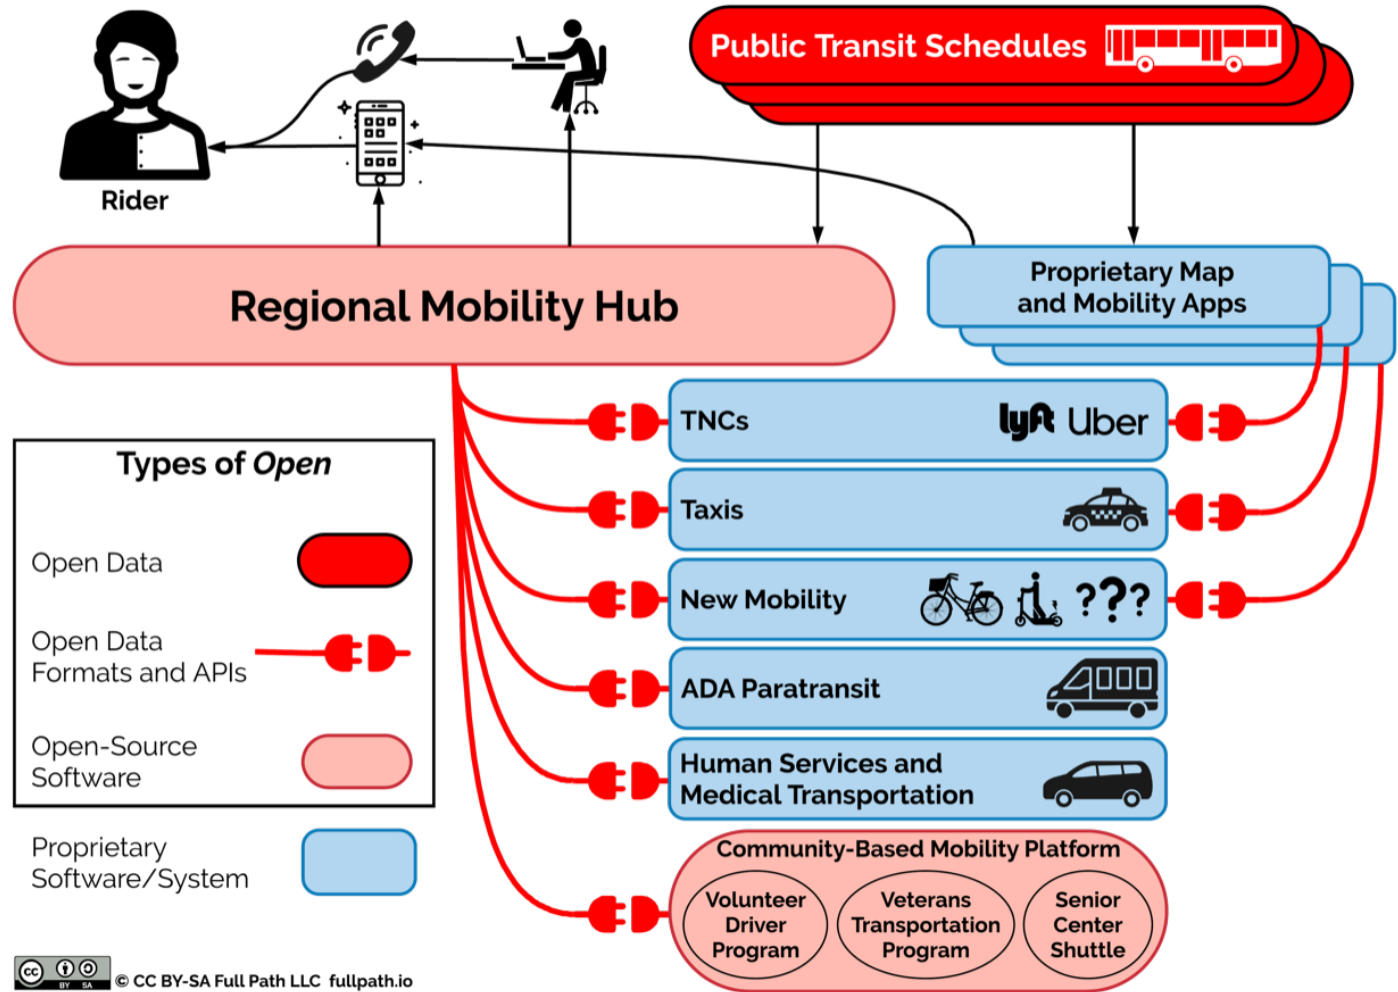 Public Transit Schedules
Rider
Regional Mobility Hub
Proprietary Map
and Mobility Apps
TNCs
lyft Uber
Taxis
New Mobility
???
ADA Paratransit
Human Services and
Medical Transportation
Community-Based Mobility Platform
Volunteer
Driver
Program
Veterans
Transportation
Program
Senior
Center
Shuttle
Types of Open
Open Data
Open Data
Formats and APIs
Open-Source
Software
Proprietary
Software/System
cc
BY SA
© CC BY-SA Full Path LLC fullpath.io